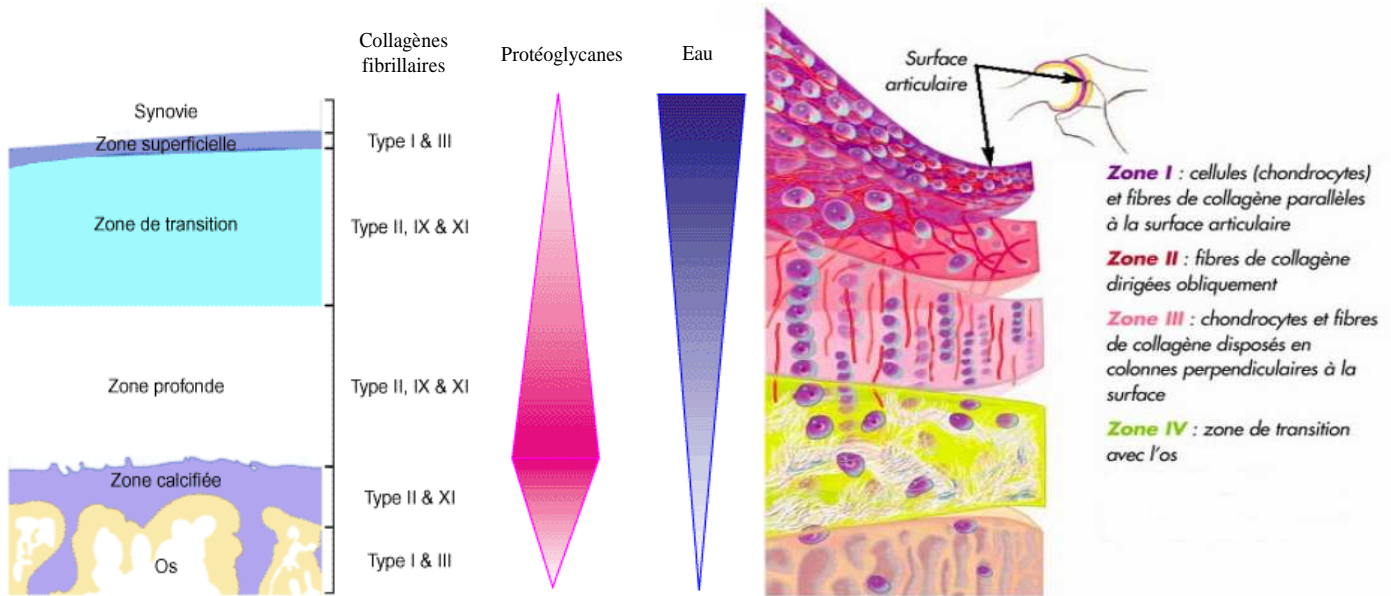 Collagènes
fibrillaires
Protéoglycanes
Eau
Synovie
Zone superficielle
Type I & III
Zone de transition
Type II, IX & XI
Zone profonde
Type II, IX & XI
Zone calcifiée
Type II & XI
Os
Type I & III
Surface
articulaire
Zone I : cellules (chondrocytes)
et fibres de collagène parallèles
à la surface articulaire
Zone II : fibres de collagène
dirigées obliquement
Zone III : chondrocytes et fibres
de collagène disposés en
colonnes perpendiculaires à la
surface
Zone IV : zone de transition
avec l'os